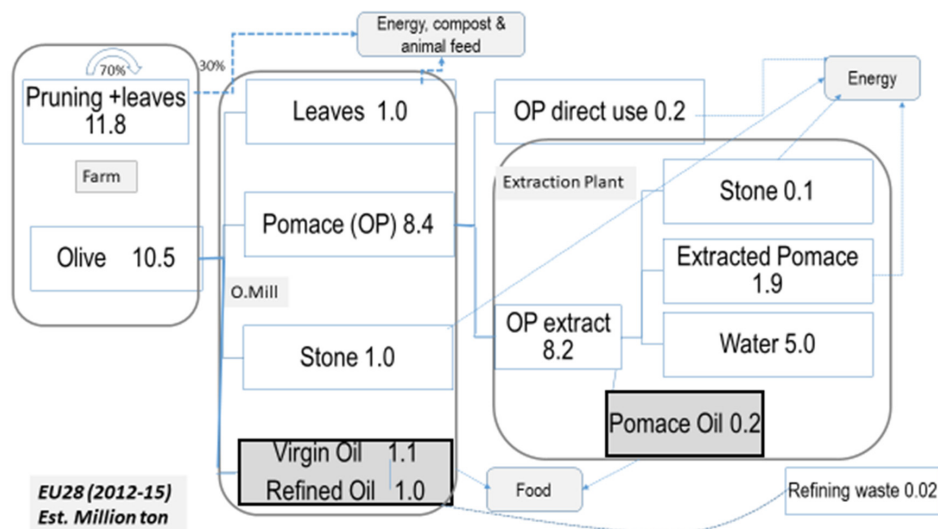 Energy, compost &
animal feed
70%
30%
Pruning +leaves
11.8
Farm
Olive 10.5
Leaves 1.0
Pomace (OP) 8.4
O.Mill
Stone 1.0
Virgin Oil 1.1
Refined Oil 1.0
OP direct use 0.2
Energy
Extraction Plant
Stone 0.1
Extracted Pomace
1.9
OP extract
8.2
Water 5.0
Pomace Oil 0.2
Food
Refining waste 0.02
EU28 (2012-15)
Est. Million ton